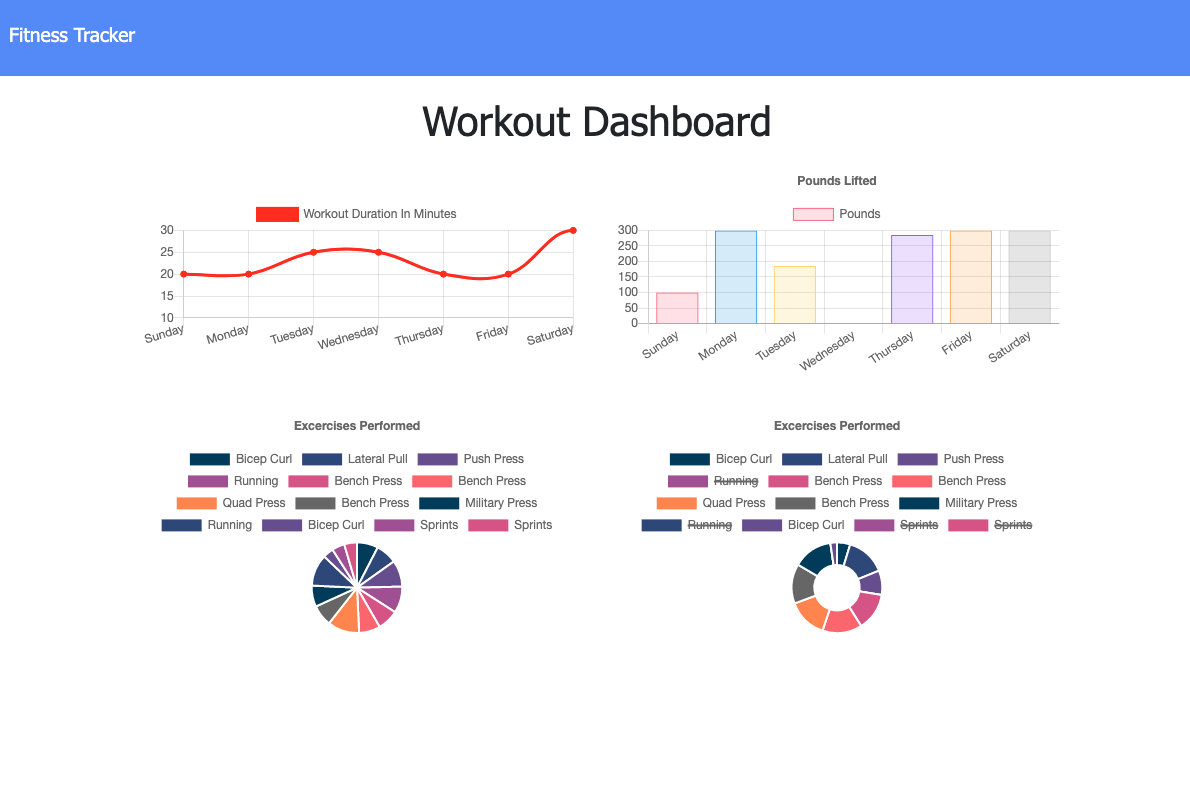 Fitness Tracker
Workout Dashboard
Workout Duration In Minutes
30
25
20
15
10
Sunday Monday Tuesday Wednesday Thursday Friday Saturday
Pounds Lifted
Pounds
300
250
200
150
100
50
0
Sunday Monday Tuesday Wednesday Thursday Friday Saturday
Excercises Performed
Bicep Curl Lateral Pull Push Press
Running Bench Press Bench Press
Quad Press Bench Press Military Press
Running Bicep Curl Sprints Sprints
Excercises Performed
Bicep Curl Lateral Pull Push Press
Running Bench Press Bench Press
Quad Press Bench Press Military Press
Running Bicep Curl Sprints Sprints